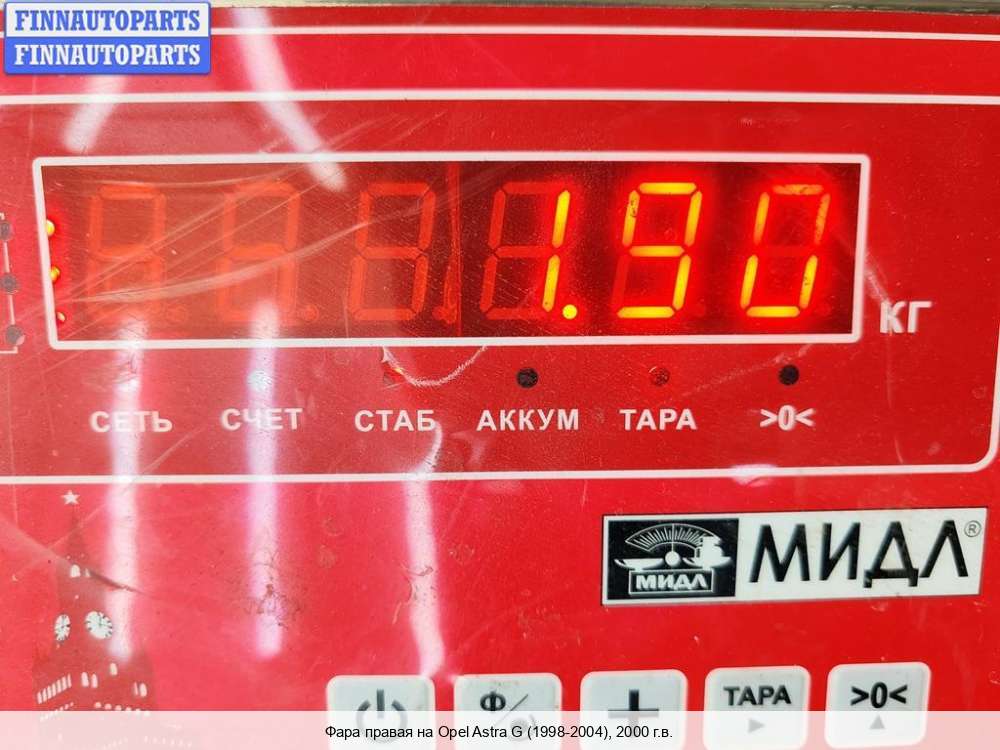 FINNAUTOPARTS
FINNAUTOPARTS
1.90
КГ
СЕТЬ СЧЕТ СТАБ АККУМ ТАРА >0<
МИДЛ
МИДЛ®
Ф/
+
ТАРА
>0<
Фара правая на Opel Astra G (1998-2004), 2000 г.в.